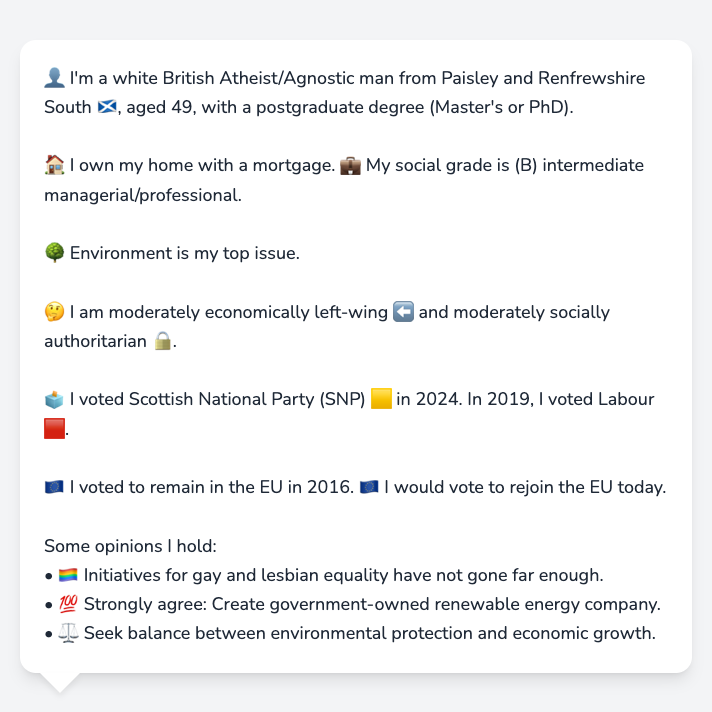 👤 I'm a white British Atheist/Agnostic man from Paisley and Renfrewshire
South 🏴󠁧󠁢󠁳󠁣󠁴󠁿, aged 49, with a postgraduate degree (Master's or PhD).
🏠 I own my home with a mortgage. 💼 My social grade is (B) intermediate
managerial/professional.
🌳 Environment is my top issue.
🤔 I am moderately economically left-wing ⬅️ and moderately socially
authoritarian 🔒.
🗳️ I voted Scottish National Party (SNP) 🟨 in 2024. In 2019, I voted Labour
🟥.
🇪🇺 I voted to remain in the EU in 2016. 🇪🇺 I would vote to rejoin the EU today.
Some opinions I hold:
• 🏳️‍🌈 Initiatives for gay and lesbian equality have not gone far enough.
• 💯 Strongly agree: Create government-owned renewable energy company.
• ⚖️ Seek balance between environmental protection and economic growth.